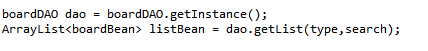 boardDAO dao = boardDAO.getInstance();
ArrayList<boardBean> listBean = dao.getList(type,search);